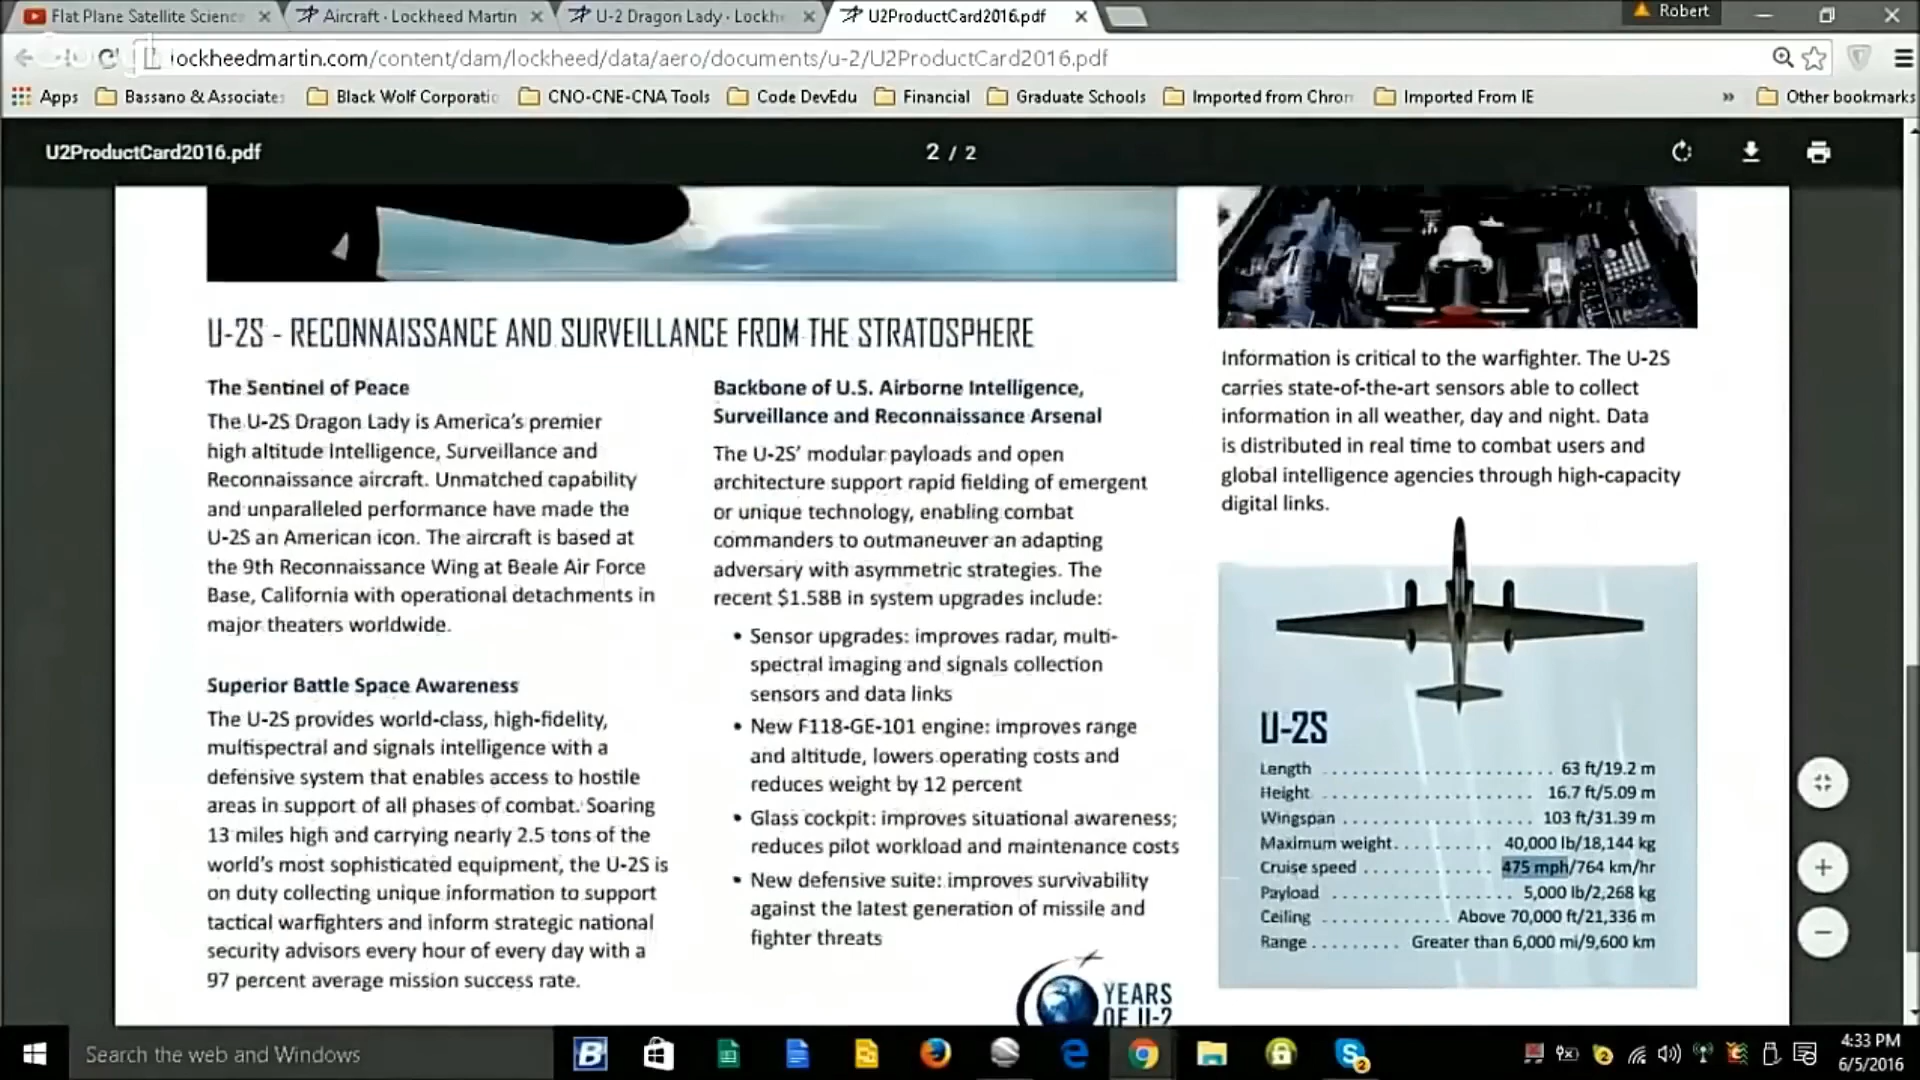 Flat Plane Satellite Scienc
Aircraft - Lockheed Martin
U-2 Dragon Lady · Lockh
U2ProductCard2016.pdf
Robert
lockheedmartin.com/content/dam/lockheed/data/aero/documents/u-2/U2ProductCard2016.pdf
Apps
Bassano & Associates
Black Wolf Corporatio
CNO-CNE-CNA Tools
Code DevEdu
Financial
Graduate Schools
Imported from Chron
Imported From IE
»
Other bookmarks
U2ProductCard2016.pdf
2 / 2
U-2S - RECONNAISSANCE AND SURVEILLANCE FROM THE STRATOSPHERE
The Sentinel of Peace
The U-2S Dragon Lady is America's premier
high altitude Intelligence, Surveillance and
Reconnaissance aircraft. Unmatched capability
and unparalleled performance have made the
U-2S an American icon. The aircraft is based at
the 9th Reconnaissance Wing at Beale Air Force
Base, California with operational detachments in
major theaters worldwide.
Superior Battle Space Awareness
The U-2S provides world-class, high-fidelity,
multispectral and signals intelligence with a
defensive system that enables access to hostile
areas in support of all phases of combat. Soaring
13 miles high and carrying nearly 2.5 tons of the
world's most sophisticated equipment, the U-2S is
on duty collecting unique information to support
tactical warfighters and inform strategic national
security advisors every hour of every day with a
97 percent average mission success rate.
Backbone of U.S. Airborne Intelligence,
Surveillance and Reconnaissance Arsenal
The U-2S' modular payloads and open
architecture support rapid fielding of emergent
or unique technology, enabling combat
commanders to outmaneuver an adapting
adversary with asymmetric strategies. The
recent $1.58B in system upgrades include:
• Sensor upgrades: improves radar, multi-
spectral imaging and signals collection
sensors and data links
• New F118-GE-101 engine: improves range
and altitude, lowers operating costs and
reduces weight by 12 percent
• Glass cockpit: improves situational awareness;
reduces pilot workload and maintenance costs
• New defensive suite: improves survivability
against the latest generation of missile and
fighter threats
YEARS
OF U-2
Information is critical to the warfighter. The U-2S
carries state-of-the-art sensors able to collect
information in all weather, day and night. Data
is distributed in real time to combat users and
global intelligence agencies through high-capacity
digital links.
U-2S
Length ........................ 63 ft/19.2 m
Height ........................ 16.7 ft/5.09 m
Wingspan ..................... 103 ft/31.39 m
Maximum weight.......... 40,000 lb/18,144 kg
Cruise speed .............. 475 mph/764 km/hr
Payload .................. 5,000 lb/2,268 kg
Ceiling ............ Above 70,000 ft/21,336 m
Range ......... Greater than 6,000 mi/9,600 km
Search the web and Windows
4:33 PM
6/5/2016